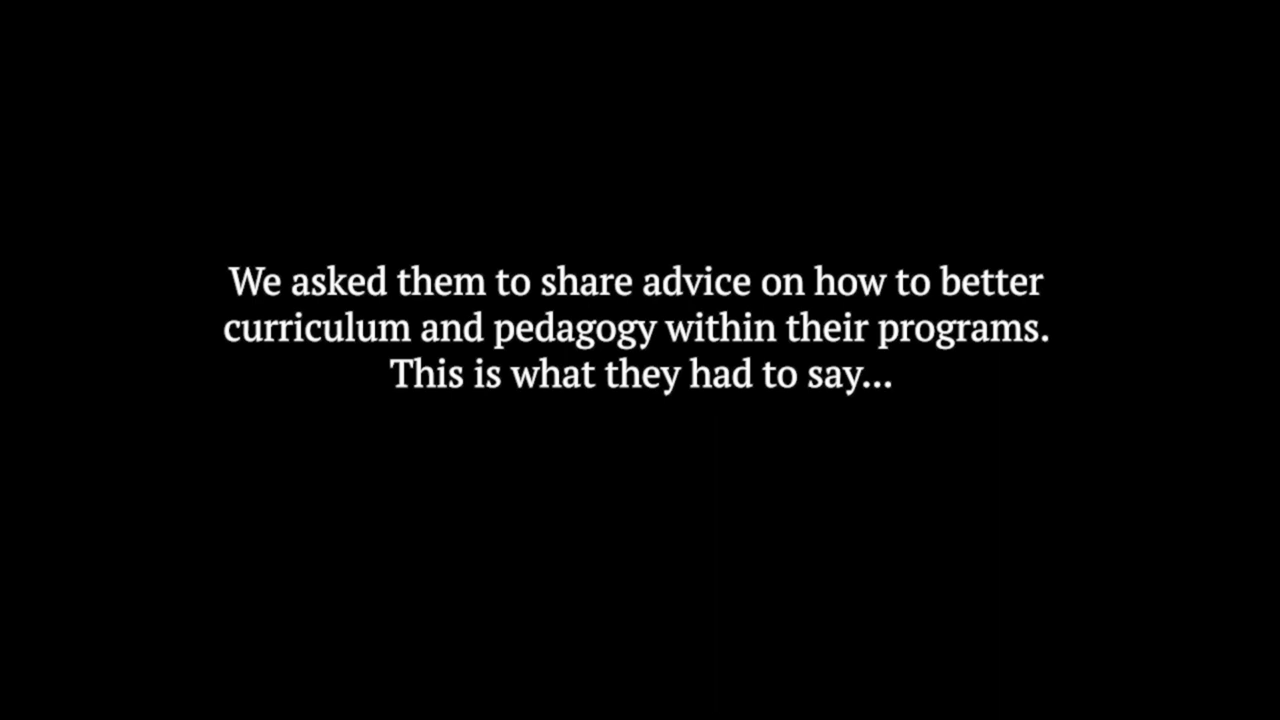 We asked them to share advice on how to better
curriculum and pedagogy within their programs.
This is what they had to say...